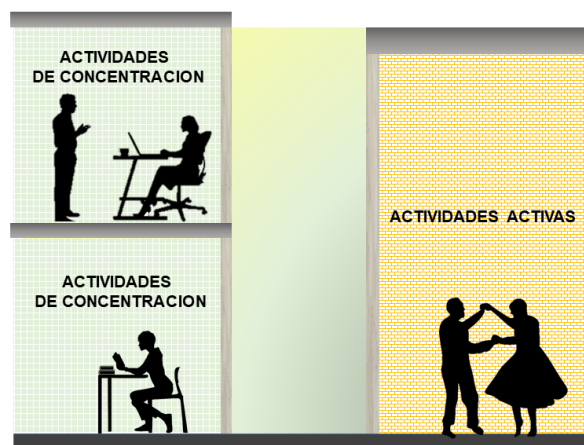 ACTIVIDADES
DE CONCENTRACION
ACTIVIDADES ACTIVAS
ACTIVIDADES
DE CONCENTRACION